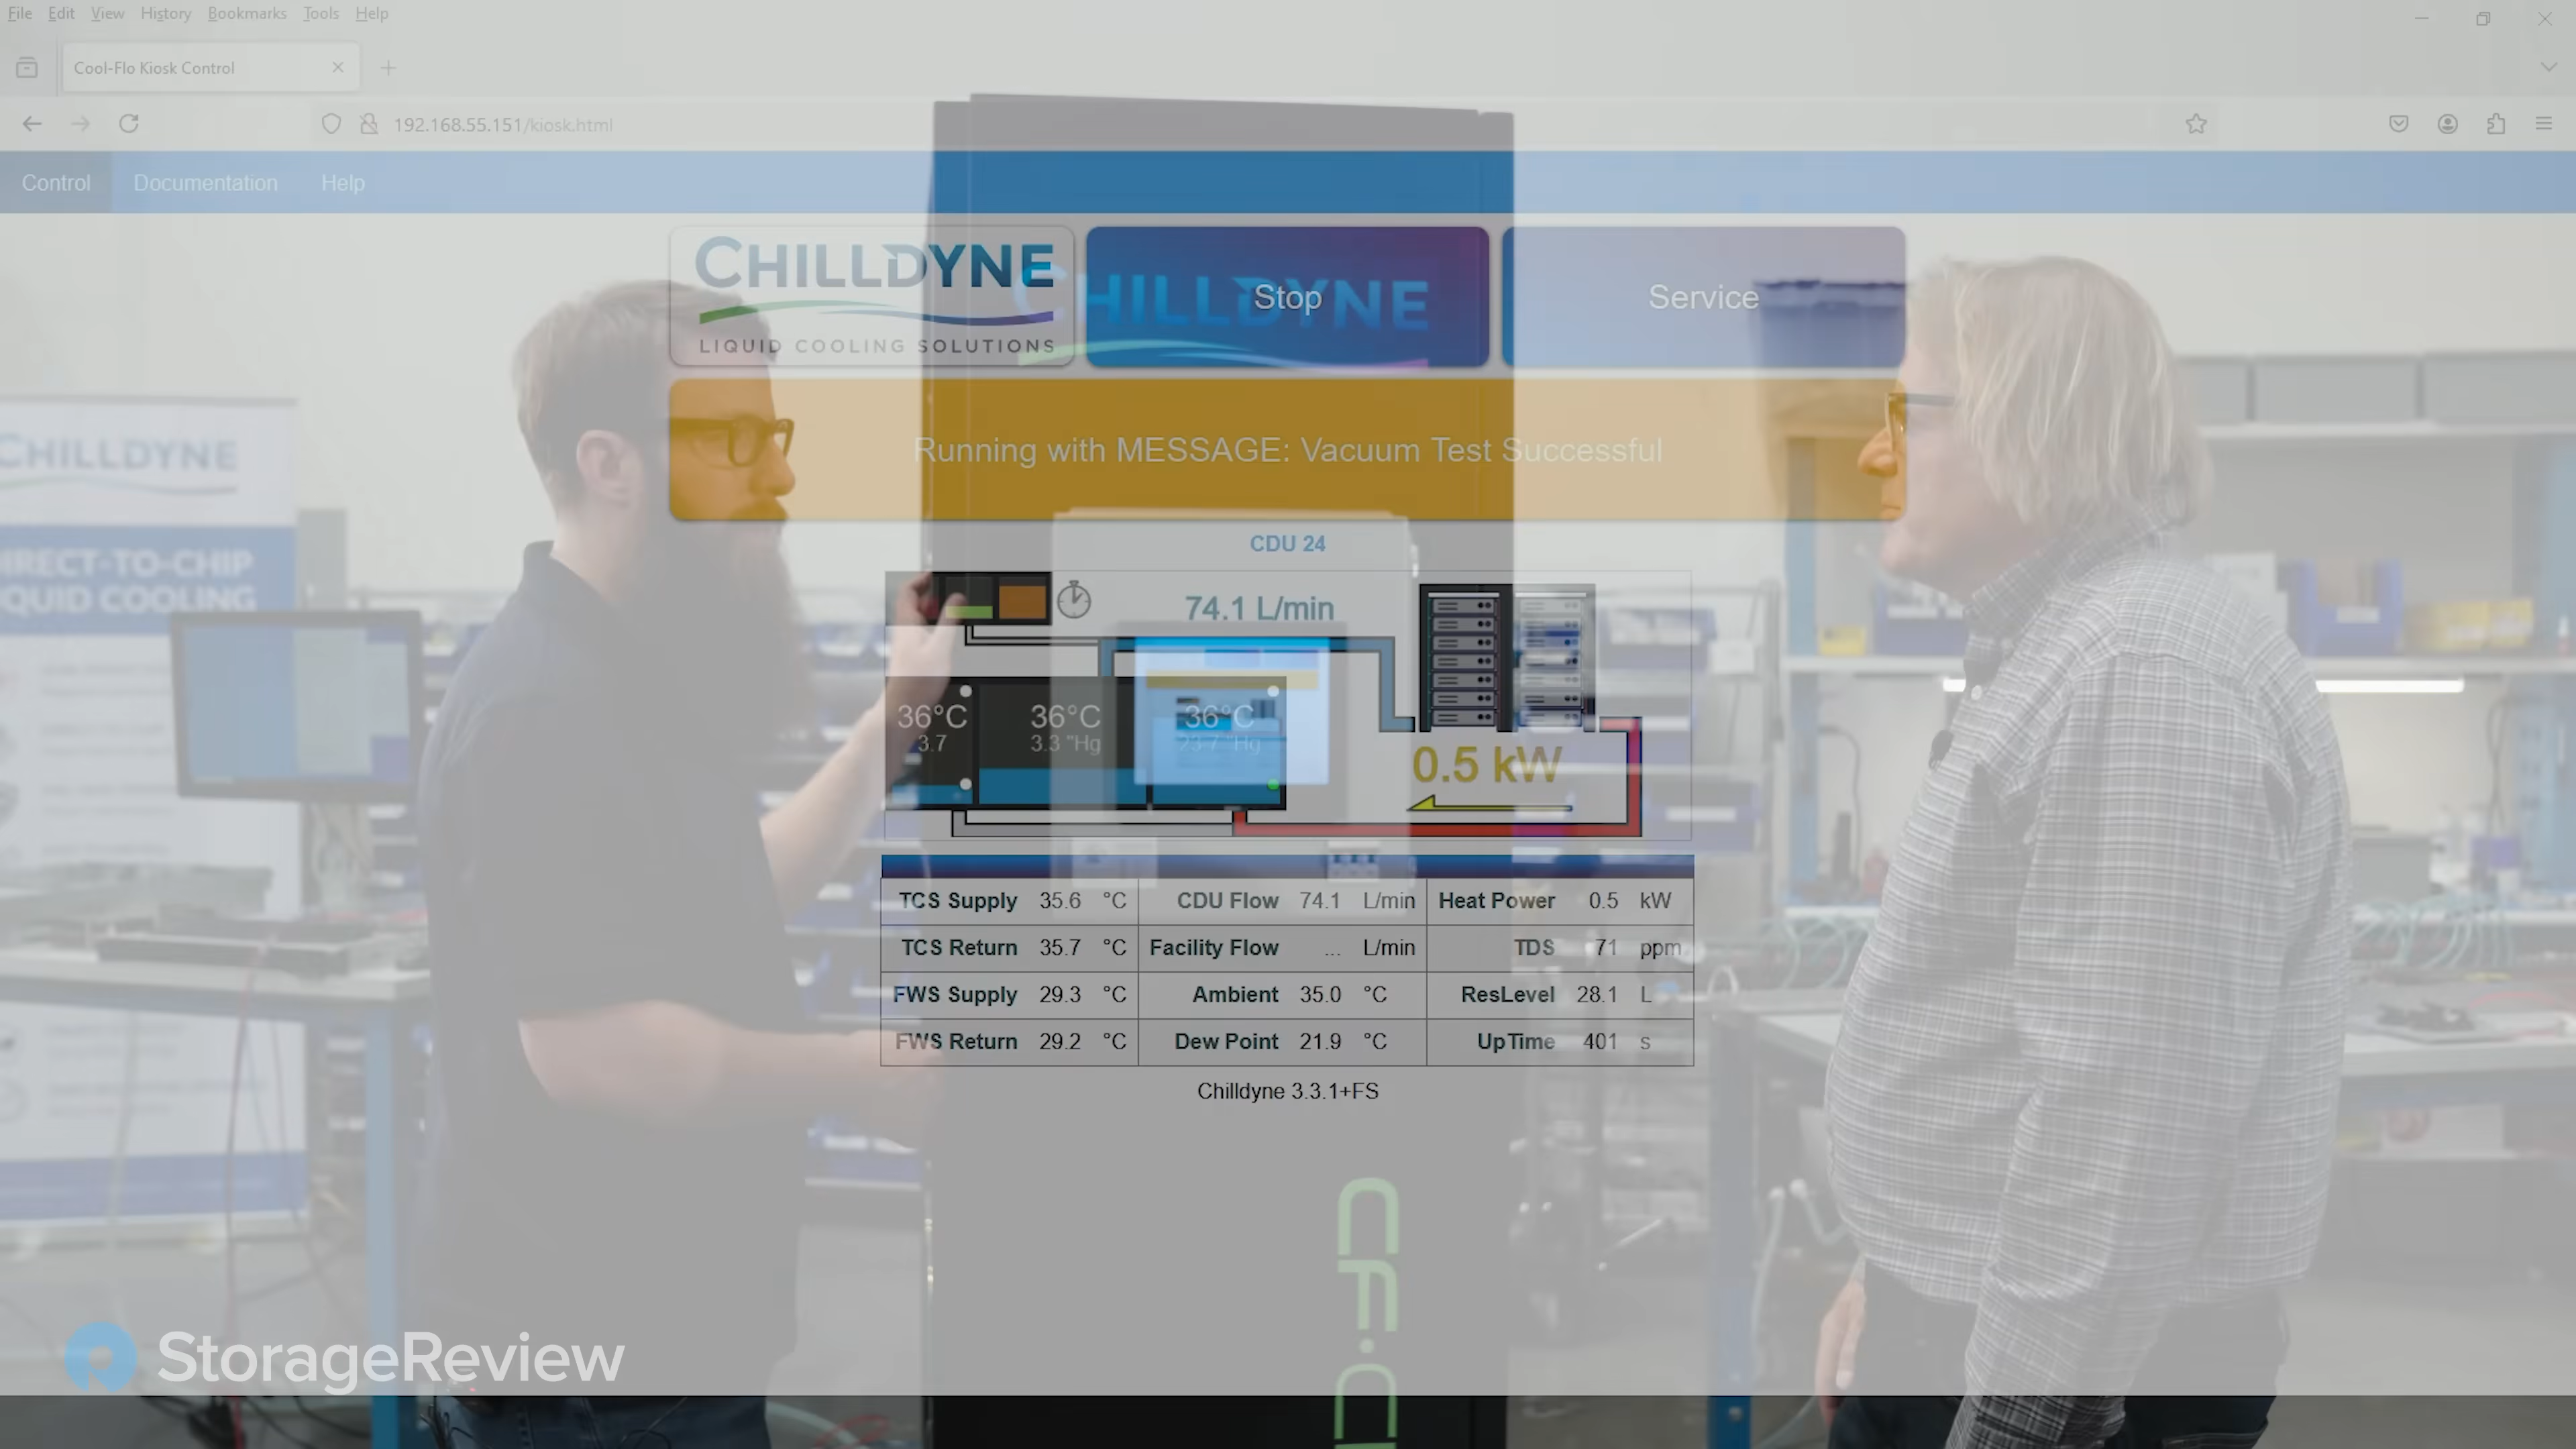 File Edit View History Bookmarks Tools Help
Cool-Flo Kiosk Control
192.168.55.151/kiosk.html
Control Documentation Help
CHILLDYNE
LIQUID COOLING SOLUTIONS
CHILLDYNE
Stop
Service
Running with MESSAGE: Vacuum Test Successful
CHILLDYNE
DIRECT-TO-CHIP
LIQUID COOLING
CDU 24
74.1 L/min
36°C 36°C 36°C
3.7 3.3 "Hg 23.7 "Hg
0.5 kW
TCS Supply 35.6 °C CDU Flow 74.1 L/min Heat Power 0.5 kW
TCS Return 35.7 °C Facility Flow ... L/min TDS 71 ppm
FWS Supply 29.3 °C Ambient 35.0 °C ResLevel 28.1 L
FWS Return 29.2 °C Dew Point 21.9 °C UpTime 401 s
Chilldyne 3.3.1+FS
StorageReview